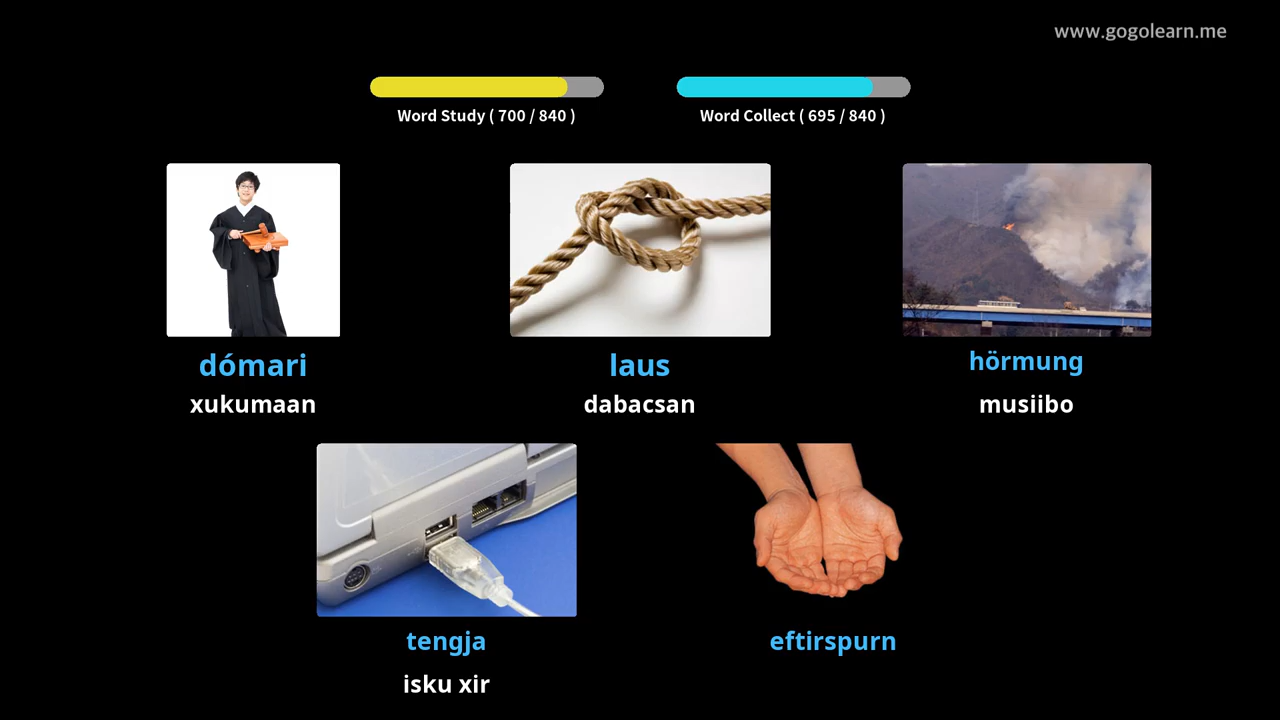 www.gogolearn.me
Word Study ( 700 / 840 )
Word Collect ( 695 / 840 )
dómari
laus
hörmung
xukumaan
dabacsan
musiibo
tengja
eftirspurn
isku xir